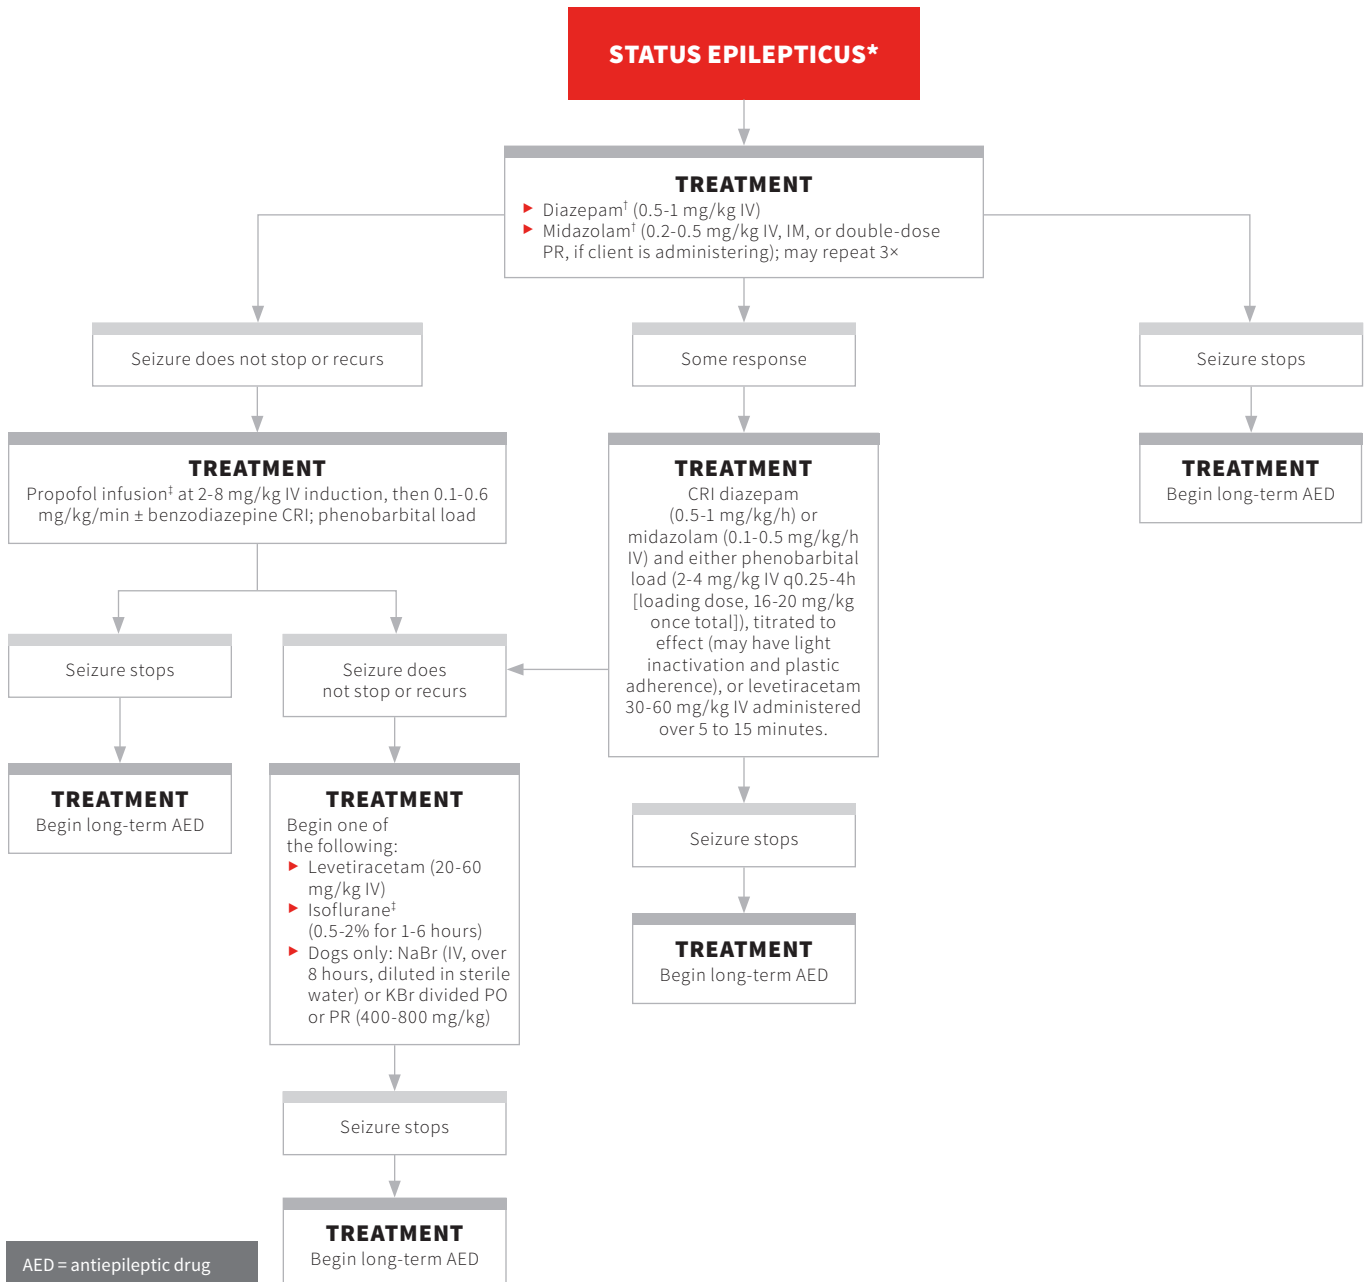 STATUS EPILEPTICUS*
TREATMENT
► Diazepam† (0.5-1 mg/kg IV)
► Midazolam† (0.2-0.5 mg/kg IV, IM, or double-dose
PR, if client is administering); may repeat 3×
Seizure does not stop or recurs
Some response
Seizure stops
TREATMENT
Propofol infusion‡ at 2-8 mg/kg IV induction, then 0.1-0.6
mg/kg/min ± benzodiazepine CRI; phenobarbital load
TREATMENT
CRI diazepam
(0.5-1 mg/kg/h) or
midazolam (0.1-0.5 mg/kg/h
IV) and either phenobarbital
load (2-4 mg/kg IV q0.25-4h
[loading dose, 16-20 mg/kg
once total]), titrated to
effect (may have light
inactivation and plastic
adherence), or levetiracetam
30-60 mg/kg IV administered
over 5 to 15 minutes.
TREATMENT
Begin long-term AED
Seizure stops
Seizure does
not stop or recurs
TREATMENT
Begin long-term AED
TREATMENT
Begin one of
the following:
► Levetiracetam (20-60
mg/kg IV)
► Isoflurane‡
(0.5-2% for 1-6 hours)
► Dogs only: NaBr (IV, over
8 hours, diluted in sterile
water) or KBr divided PO
or PR (400-800 mg/kg)
Seizure stops
TREATMENT
Begin long-term AED
Seizure stops
TREATMENT
Begin long-term AED
AED = antiepileptic drug